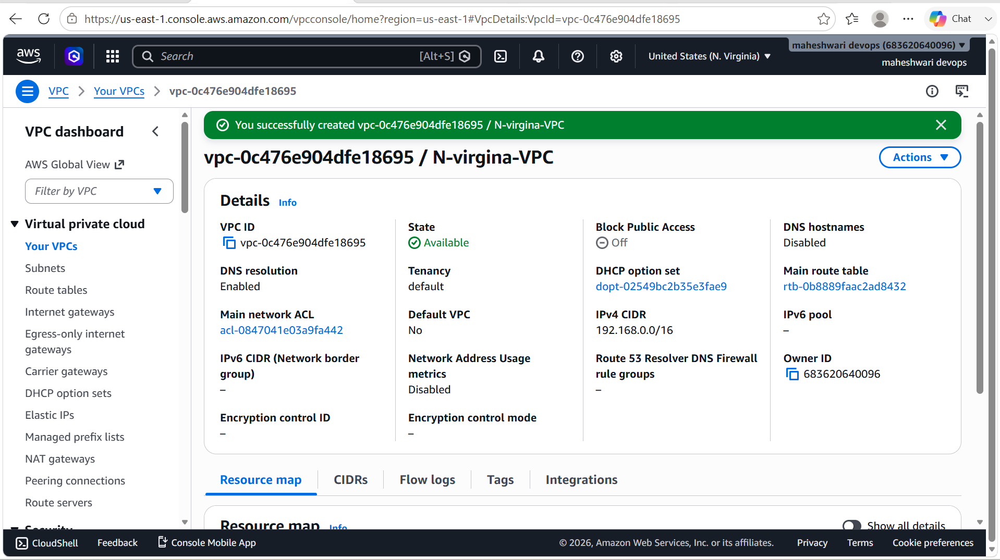 https://us-east-1.console.aws.amazon.com/vpcconsole/home?region=us-east-1#VpcDetails:VpcId=vpc-0c476e904dfe18695
Chat
aws
Search
[Alt+S]
United States (N. Virginia)
maheshwari devops (683620640096)
maheshwari devops
VPC
Your VPCs
vpc-0c476e904dfe18695
VPC dashboard
AWS Global View
Filter by VPC
Virtual private cloud
Your VPCs
Subnets
Route tables
Internet gateways
Egress-only internet
gateways
Carrier gateways
DHCP option sets
Elastic IPs
Managed prefix lists
NAT gateways
Peering connections
Route servers
Security
You successfully created vpc-0c476e904dfe18695 / N-virgina-VPC
vpc-0c476e904dfe18695 / N-virgina-VPC
Actions
Details Info
VPC ID
vpc-0c476e904dfe18695
State
Available
Block Public Access
Off
DNS hostnames
Disabled
DNS resolution
Enabled
Tenancy
default
DHCP option set
dopt-02549bc2b35e3fae9
Main route table
rtb-0b8889faac2ad8432
Main network ACL
acl-0847041e03a9fa442
Default VPC
No
IPv4 CIDR
192.168.0.0/16
IPv6 pool
–
IPv6 CIDR (Network border
group)
–
Network Address Usage
metrics
Disabled
Route 53 Resolver DNS Firewall
rule groups
–
Owner ID
683620640096
Encryption control ID
–
Encryption control mode
–
Resource map
CIDRs
Flow logs
Tags
Integrations
Resource map Info
Show all details
CloudShell
Feedback
Console Mobile App
© 2026, Amazon Web Services, Inc. or its affiliates.
Privacy
Terms
Cookie preferences